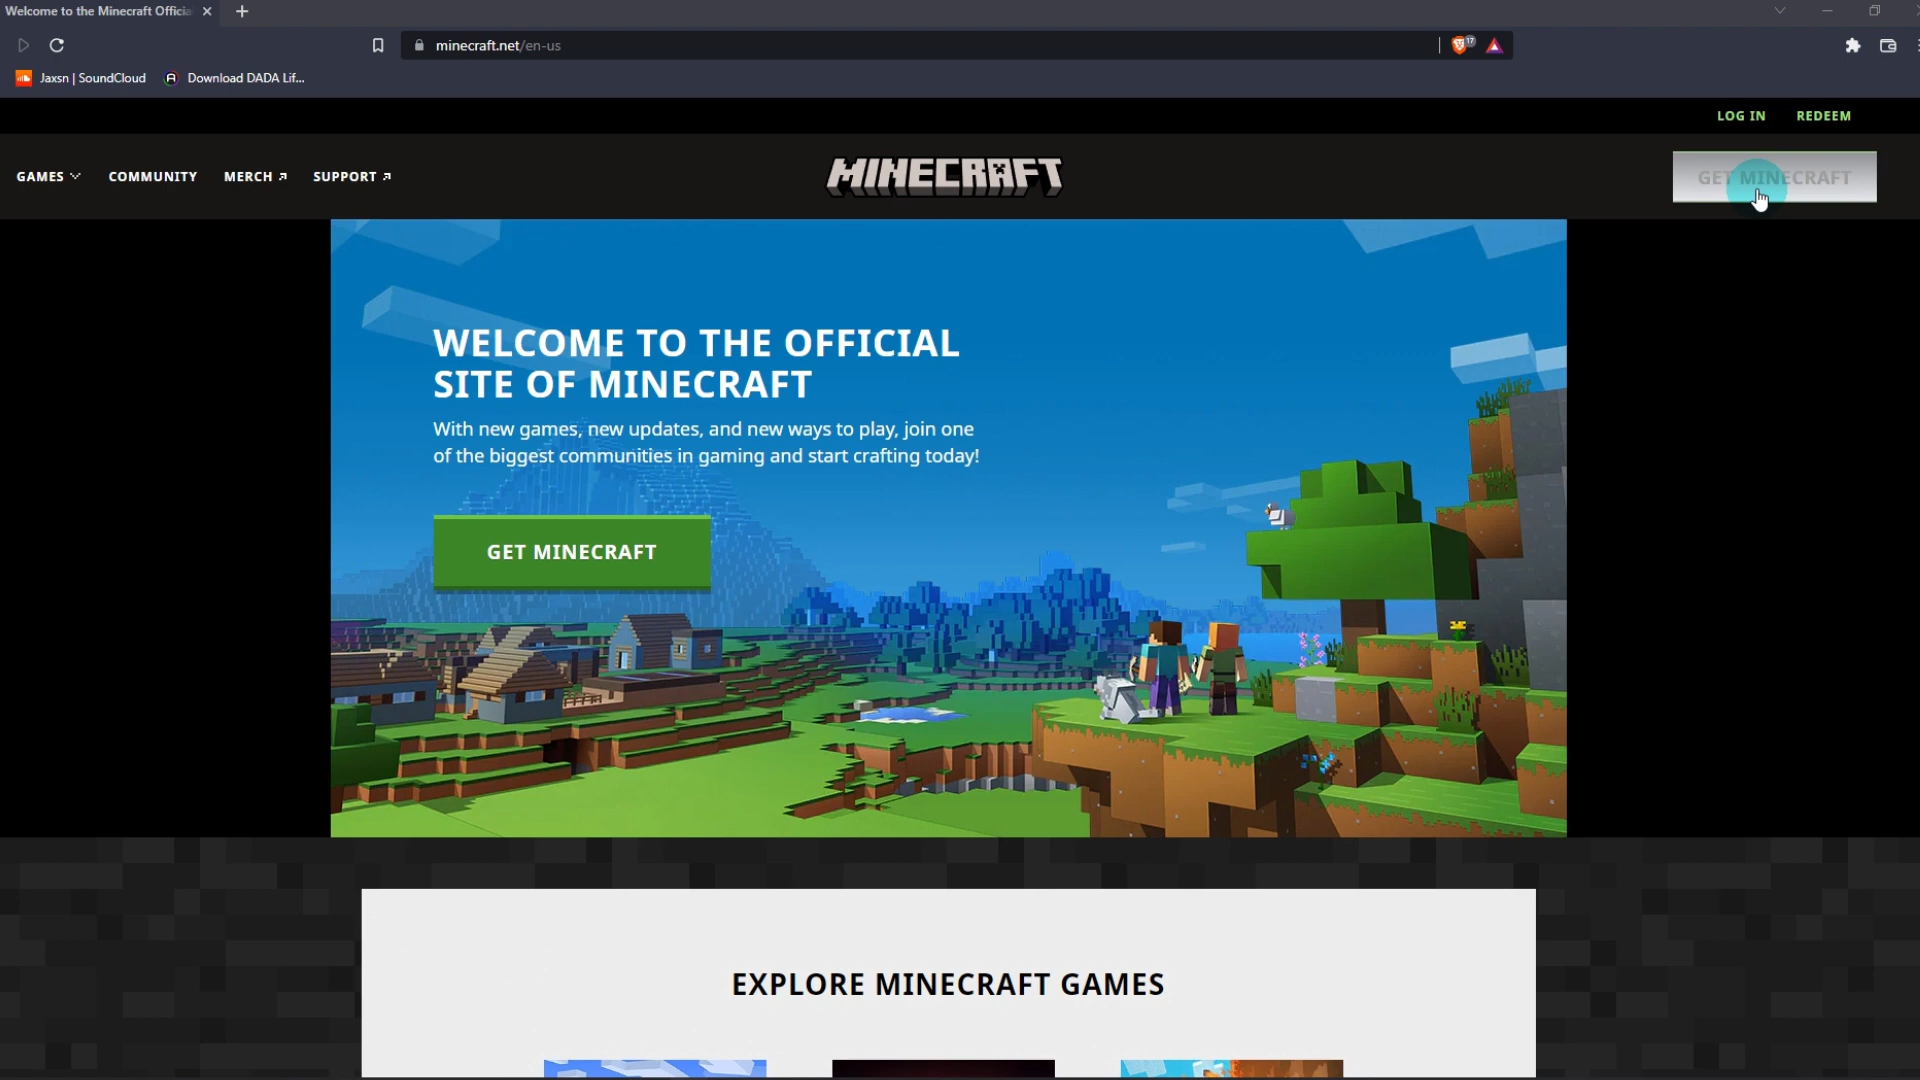 Welcome to the Minecraft Officia
minecraft.net/en-us
17
Jaxsn | SoundCloud
Download DADA Lif...
LOG IN
REDEEM
GAMES
COMMUNITY
MERCH
SUPPORT
MINECRAFT
GET MINECRAFT
WELCOME TO THE OFFICIAL
SITE OF MINECRAFT
With new games, new updates, and new ways to play, join one
of the biggest communities in gaming and start crafting today!
GET MINECRAFT
EXPLORE MINECRAFT GAMES